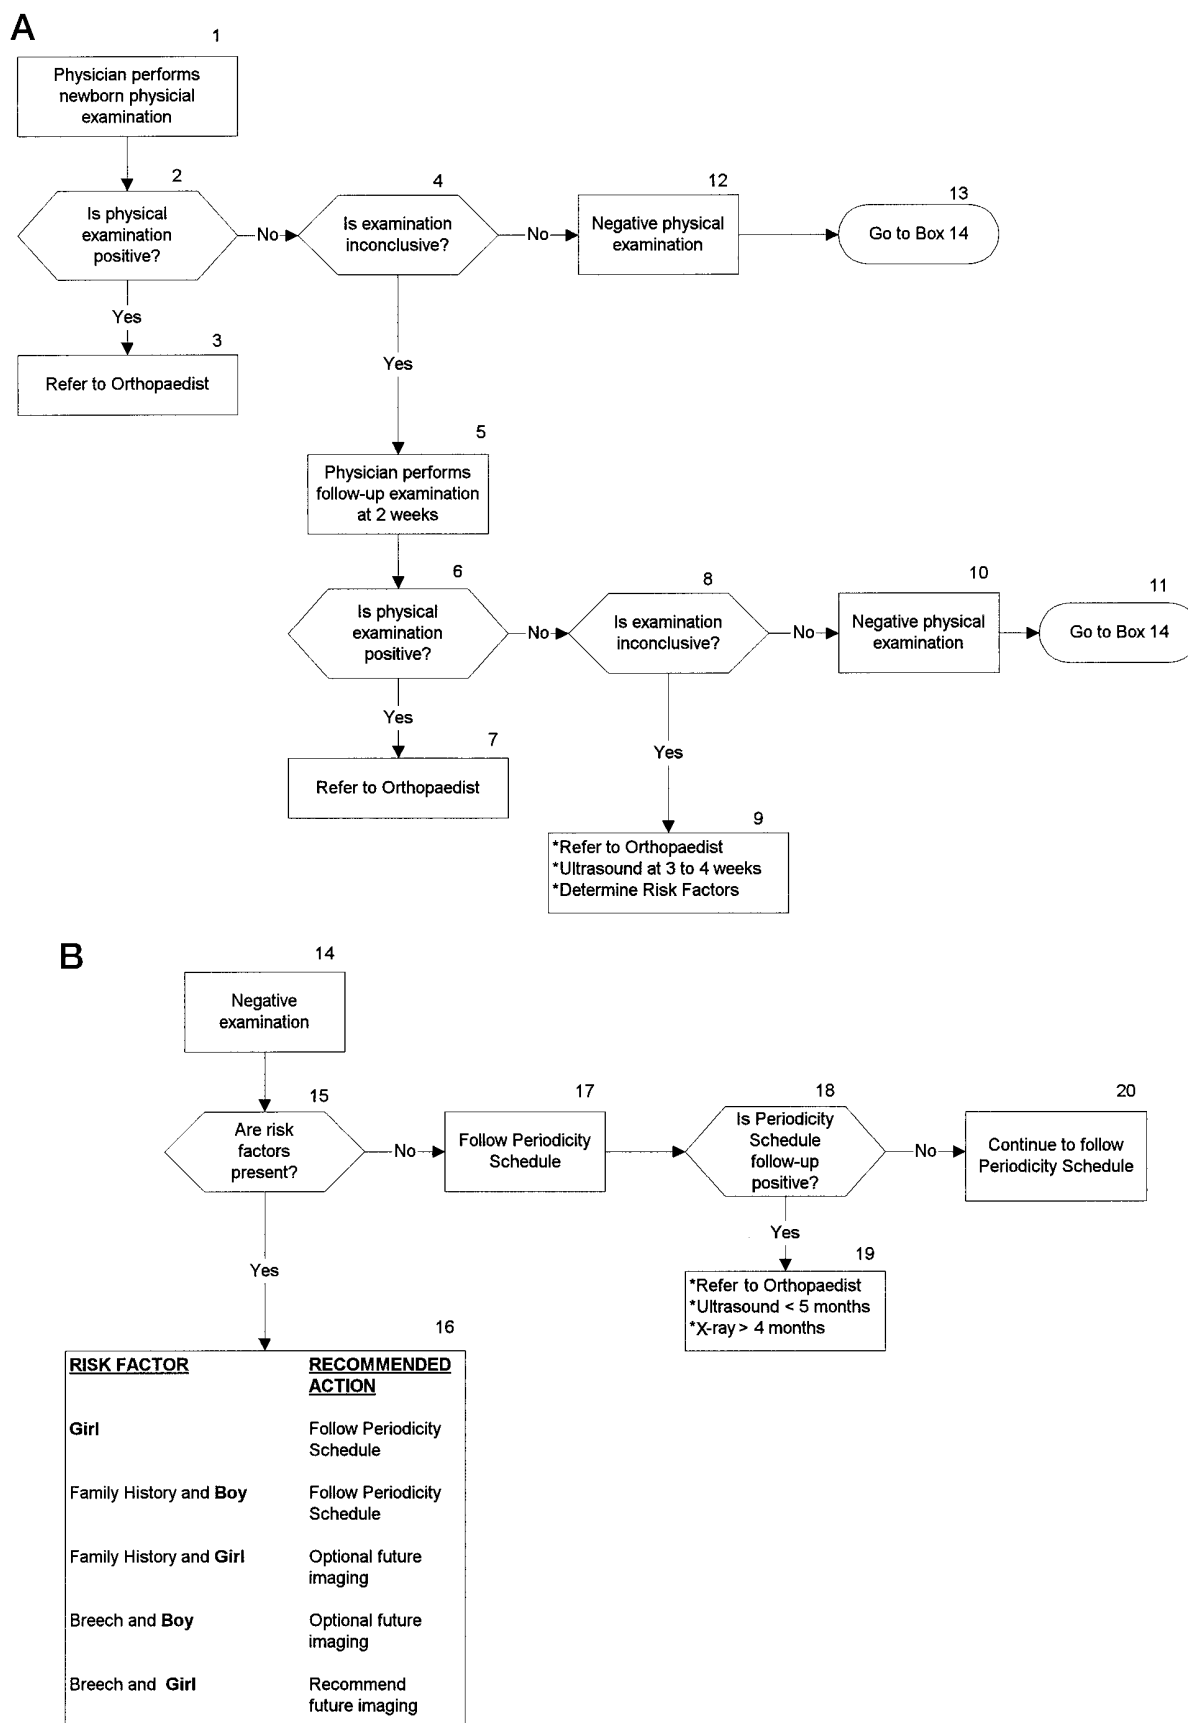 A
1
Physician performs
newborn physicial
examination
2
Is physical
examination
positive?
No
4
Is examination
inconclusive?
No
12
Negative physical
examination
13
Go to Box 14
Yes
3
Refer to Orthopaedist
Yes
5
Physician performs
follow-up examination
at 2 weeks
6
Is physical
examination
positive?
No
8
Is examination
inconclusive?
No
10
Negative physical
examination
11
Go to Box 14
Yes
7
Refer to Orthopaedist
Yes
9
*Refer to Orthopaedist
*Ultrasound at 3 to 4 weeks
*Determine Risk Factors
B
14
Negative
examination
15
Are risk
factors
present?
No
17
Follow Periodicity
Schedule
18
Is Periodicity
Schedule
follow-up
positive?
No
20
Continue to follow
Periodicity Schedule
Yes
19
*Refer to Orthopaedist
*Ultrasound < 5 months
*X-ray > 4 months
Yes
16
RISK FACTOR RECOMMENDED
ACTION
Girl Follow Periodicity
Schedule
Family History and Boy Follow Periodicity
Schedule
Family History and Girl Optional future
imaging
Breech and Boy Optional future
imaging
Breech and Girl Recommend
future imaging